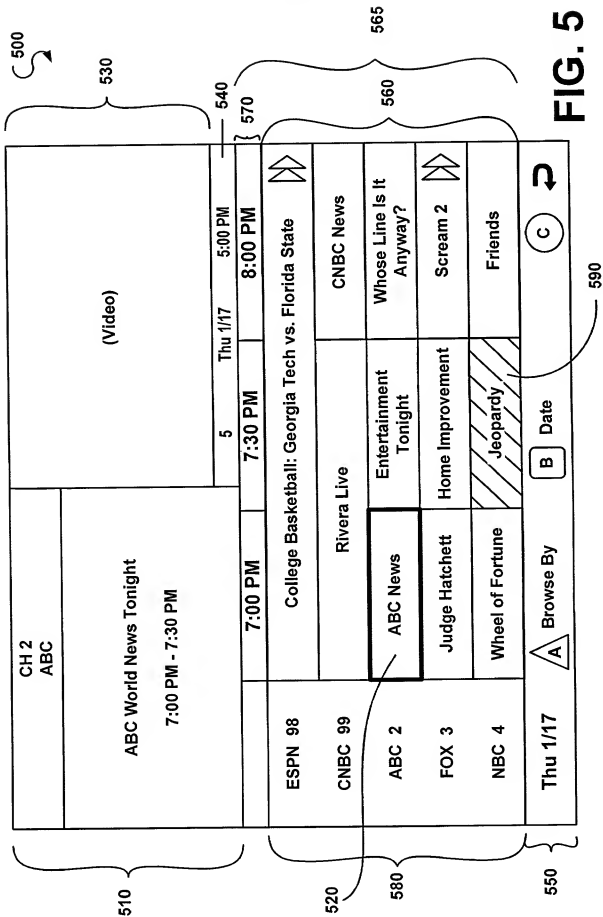 500
530
540
570
565
560
590
510
520
580
550
CH 2
ABC
ABC World News Tonight
7:00 PM - 7:30 PM
(Video)
5 Thu 1/17 5:00 PM
7:00 PM 7:30 PM 8:00 PM
ESPN 98 College Basketball: Georgia Tech vs. Florida State
CNBC 99 Rivera Live CNBC News
ABC 2 ABC News Entertainment
Tonight Whose Line Is It
Anyway?
FOX 3 Judge Hatchett Home Improvement Scream 2
NBC 4 Wheel of Fortune Jeopardy Friends
Thu 1/17 A Browse By B Date C
FIG. 5